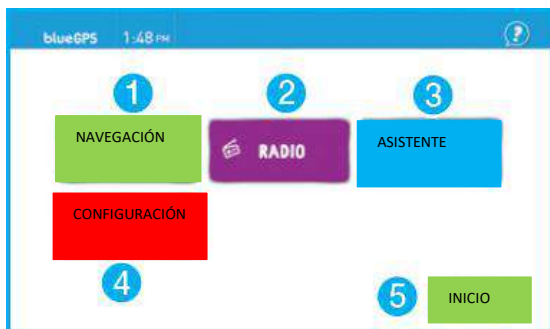 blueGPS 1:48 PM ?
1 2 3
NAVEGACIÓN RADIO ASISTENTE
CONFIGURACIÓN
4 5 INICIO